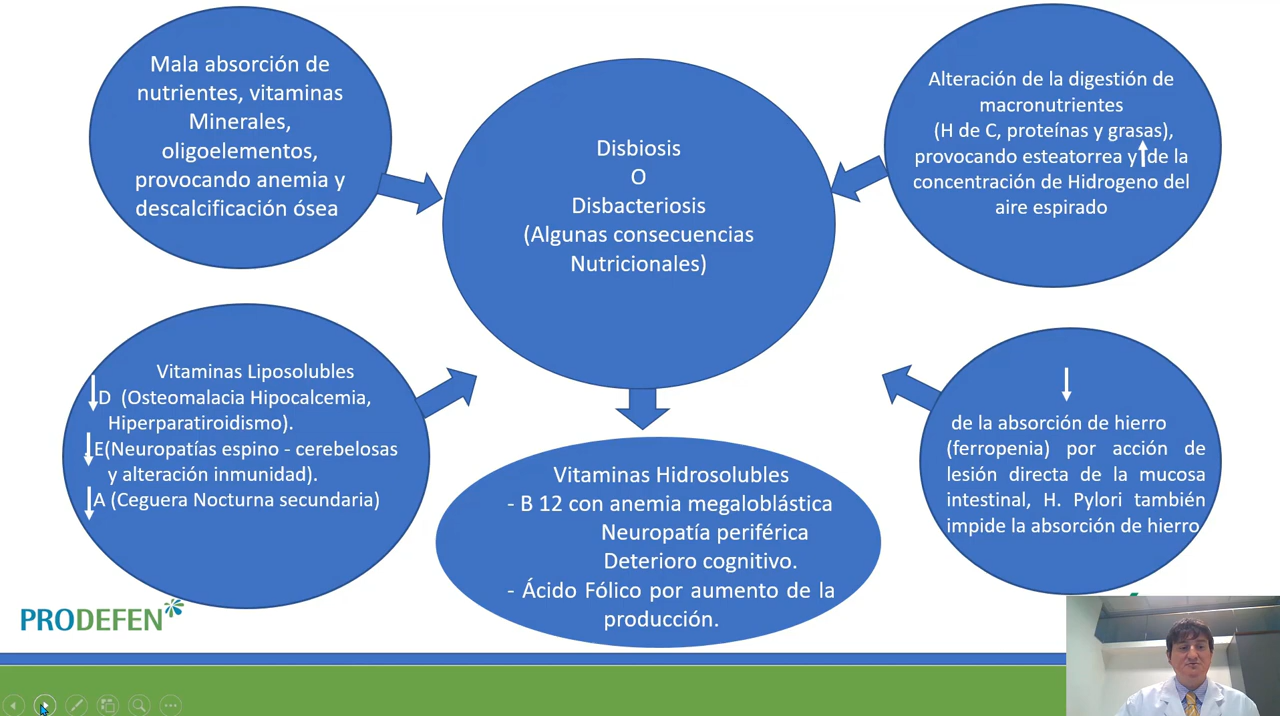 Mala absorción de
nutrientes, vitaminas
Minerales,
oligoelementos,
provocando anemia y
descalcificación ósea
Disbiosis
O
Disbacteriosis
(Algunas consecuencias
Nutricionales)
Alteración de la digestión de
macronutrientes
(H de C, proteínas y grasas),
provocando esteatorrea y ↑ de la
concentración de Hidrogeno del
aire espirado
Vitaminas Liposolubles
↓D (Osteomalacia Hipocalcemia,
Hiperparatiroidismo).
↓E(Neuropatías espino - cerebelosas
y alteración inmunidad).
↓A (Ceguera Nocturna secundaria)
Vitaminas Hidrosolubles
- B 12 con anemia megaloblástica
Neuropatía periférica
Deterioro cognitivo.
- Ácido Fólico por aumento de la
producción.
↓
de la absorción de hierro
(ferropenia) por acción de
lesión directa de la mucosa
intestinal, H. Pylori también
impide la absorción de hierro
PRODEFEN